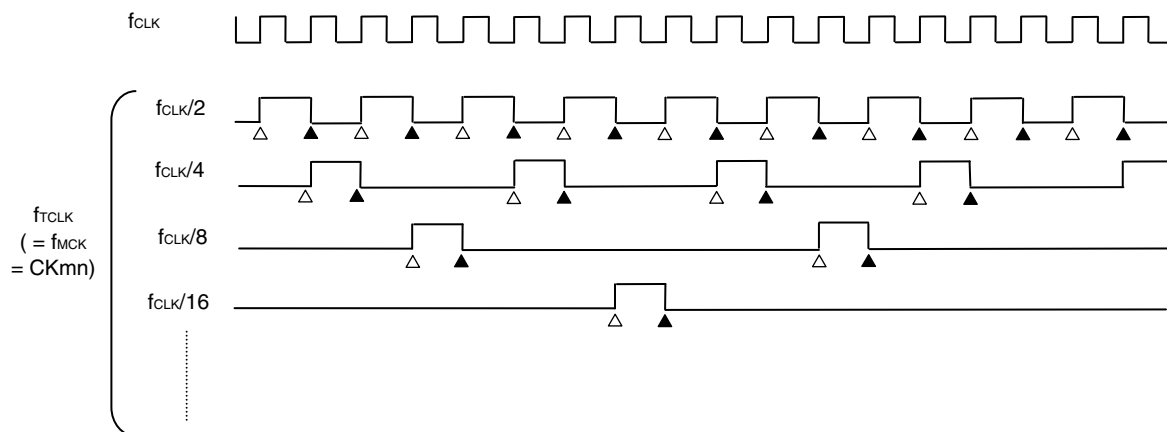 fCLK
fCLK/2
fCLK/4
fTCLK
( = fMCK
= CKmn)
fCLK/8
fCLK/16